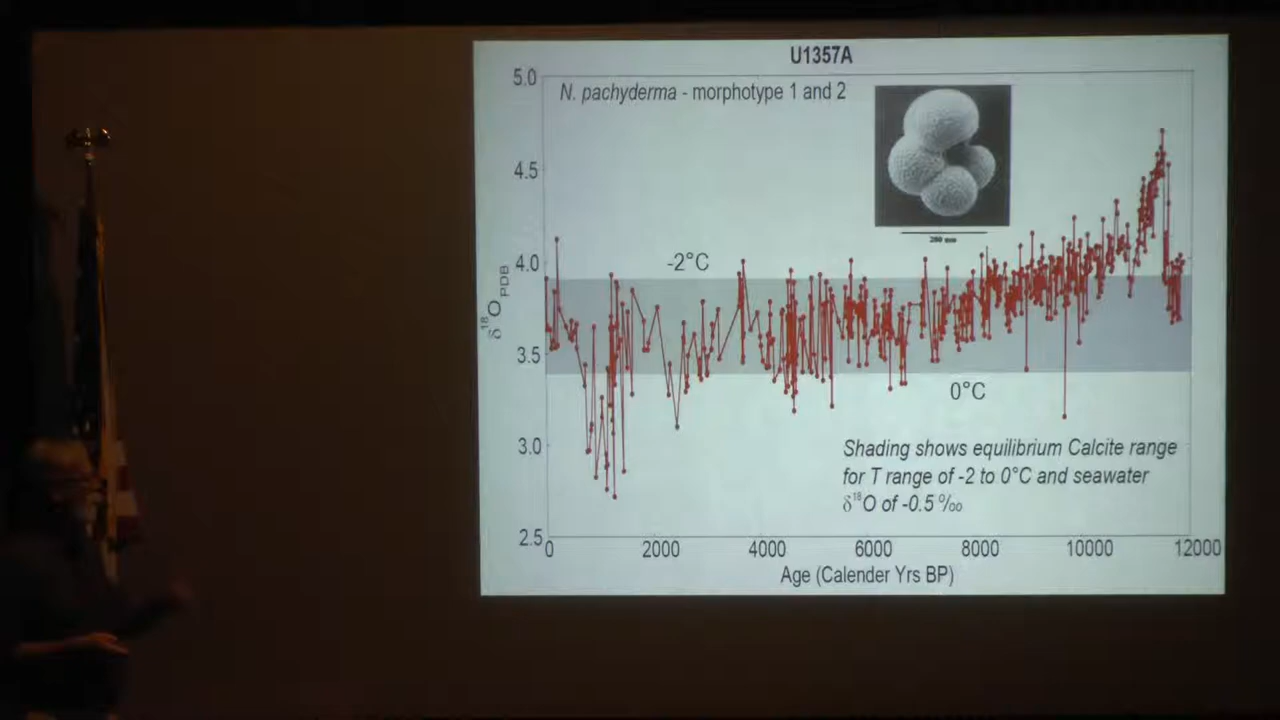 U1357A
N. pachyderma - morphotype 1 and 2
5.0
4.5
4.0
3.5
3.0
2.5
δ¹⁸O PDB
-2°C
0°C
Shading shows equilibrium Calcite range
for T range of -2 to 0°C and seawater
δ¹⁸O of -0.5 ‰
0
2000
4000
6000
8000
10000
12000
Age (Calender Yrs BP)